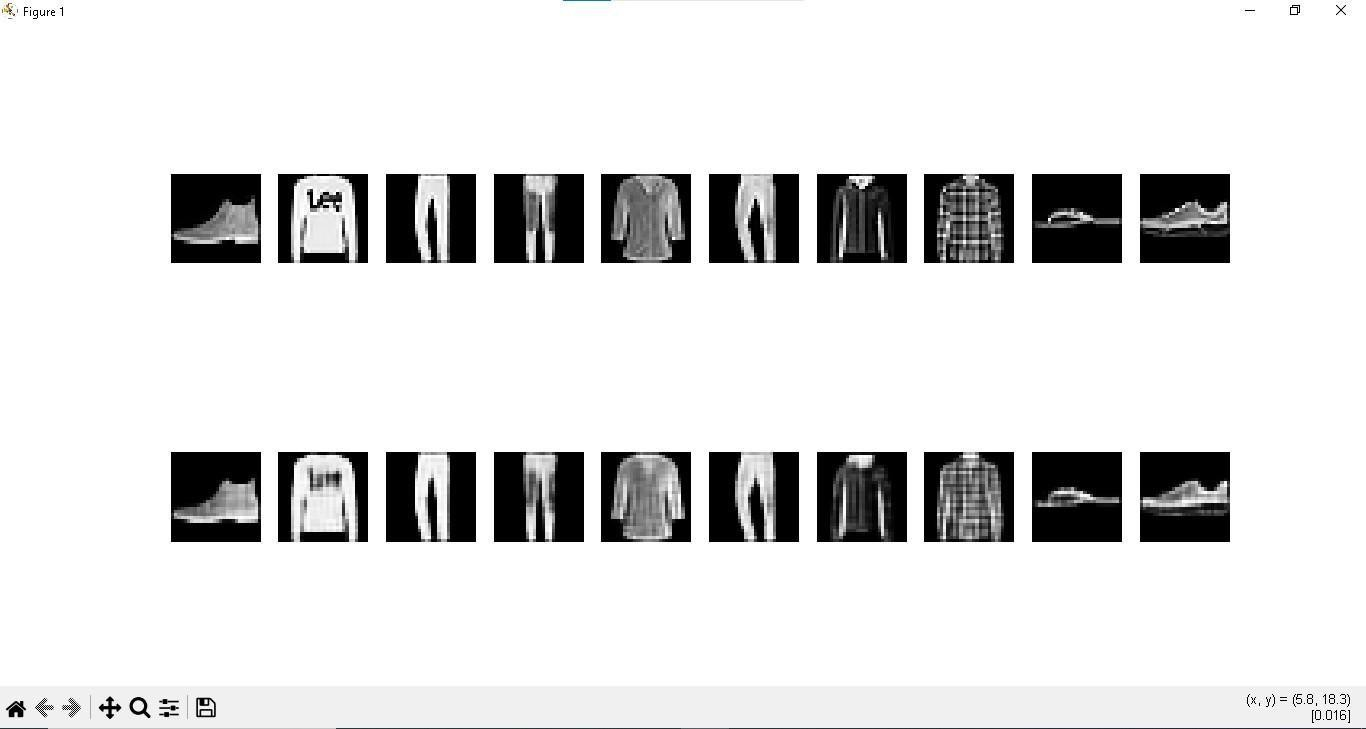 Figure 1
Lee
(x, y) = (5.8, 18.3)
[0.016]